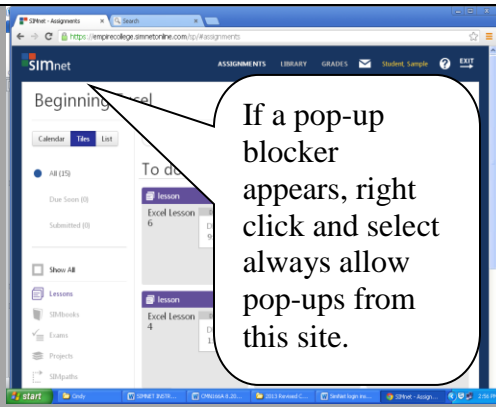 SIMnet - Assignments
Search
https://empirecollege.simnetonline.com/sp/#assignments
SIMnet
ASSIGNMENTS LIBRARY GRADES Student, Sample ? EXIT
Beginning Excel
Calendar Tiles List
All (15)
Due Soon (0)
Submitted (0)
Show All
Lessons
SIMbooks
Exams
Projects
SIMpaths
To do
lesson
Excel Lesson
6
lesson
Excel Lesson
4
If a pop-up
blocker
appears, right
click and select
always allow
pop-ups from
this site.
start Cindy SIMNET INSTR... 2013 Revised C... SIMnet - Assign... 2:56 PM